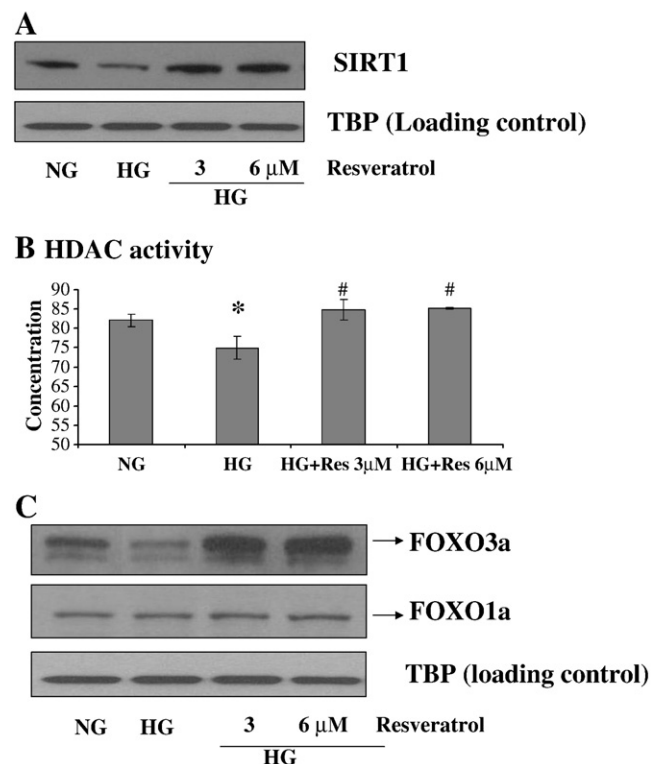 A
SIRT1
TBP (Loading control)
NG HG 3 6 μM Resveratrol
HG
B HDAC activity
Concentration
90
85
80
75
70
65
60
55
50
*
#
#
NG HG HG+Res 3μM HG+Res 6μM
C
FOXO3a
FOXO1a
TBP (loading control)
NG HG 3 6 μM Resveratrol
HG